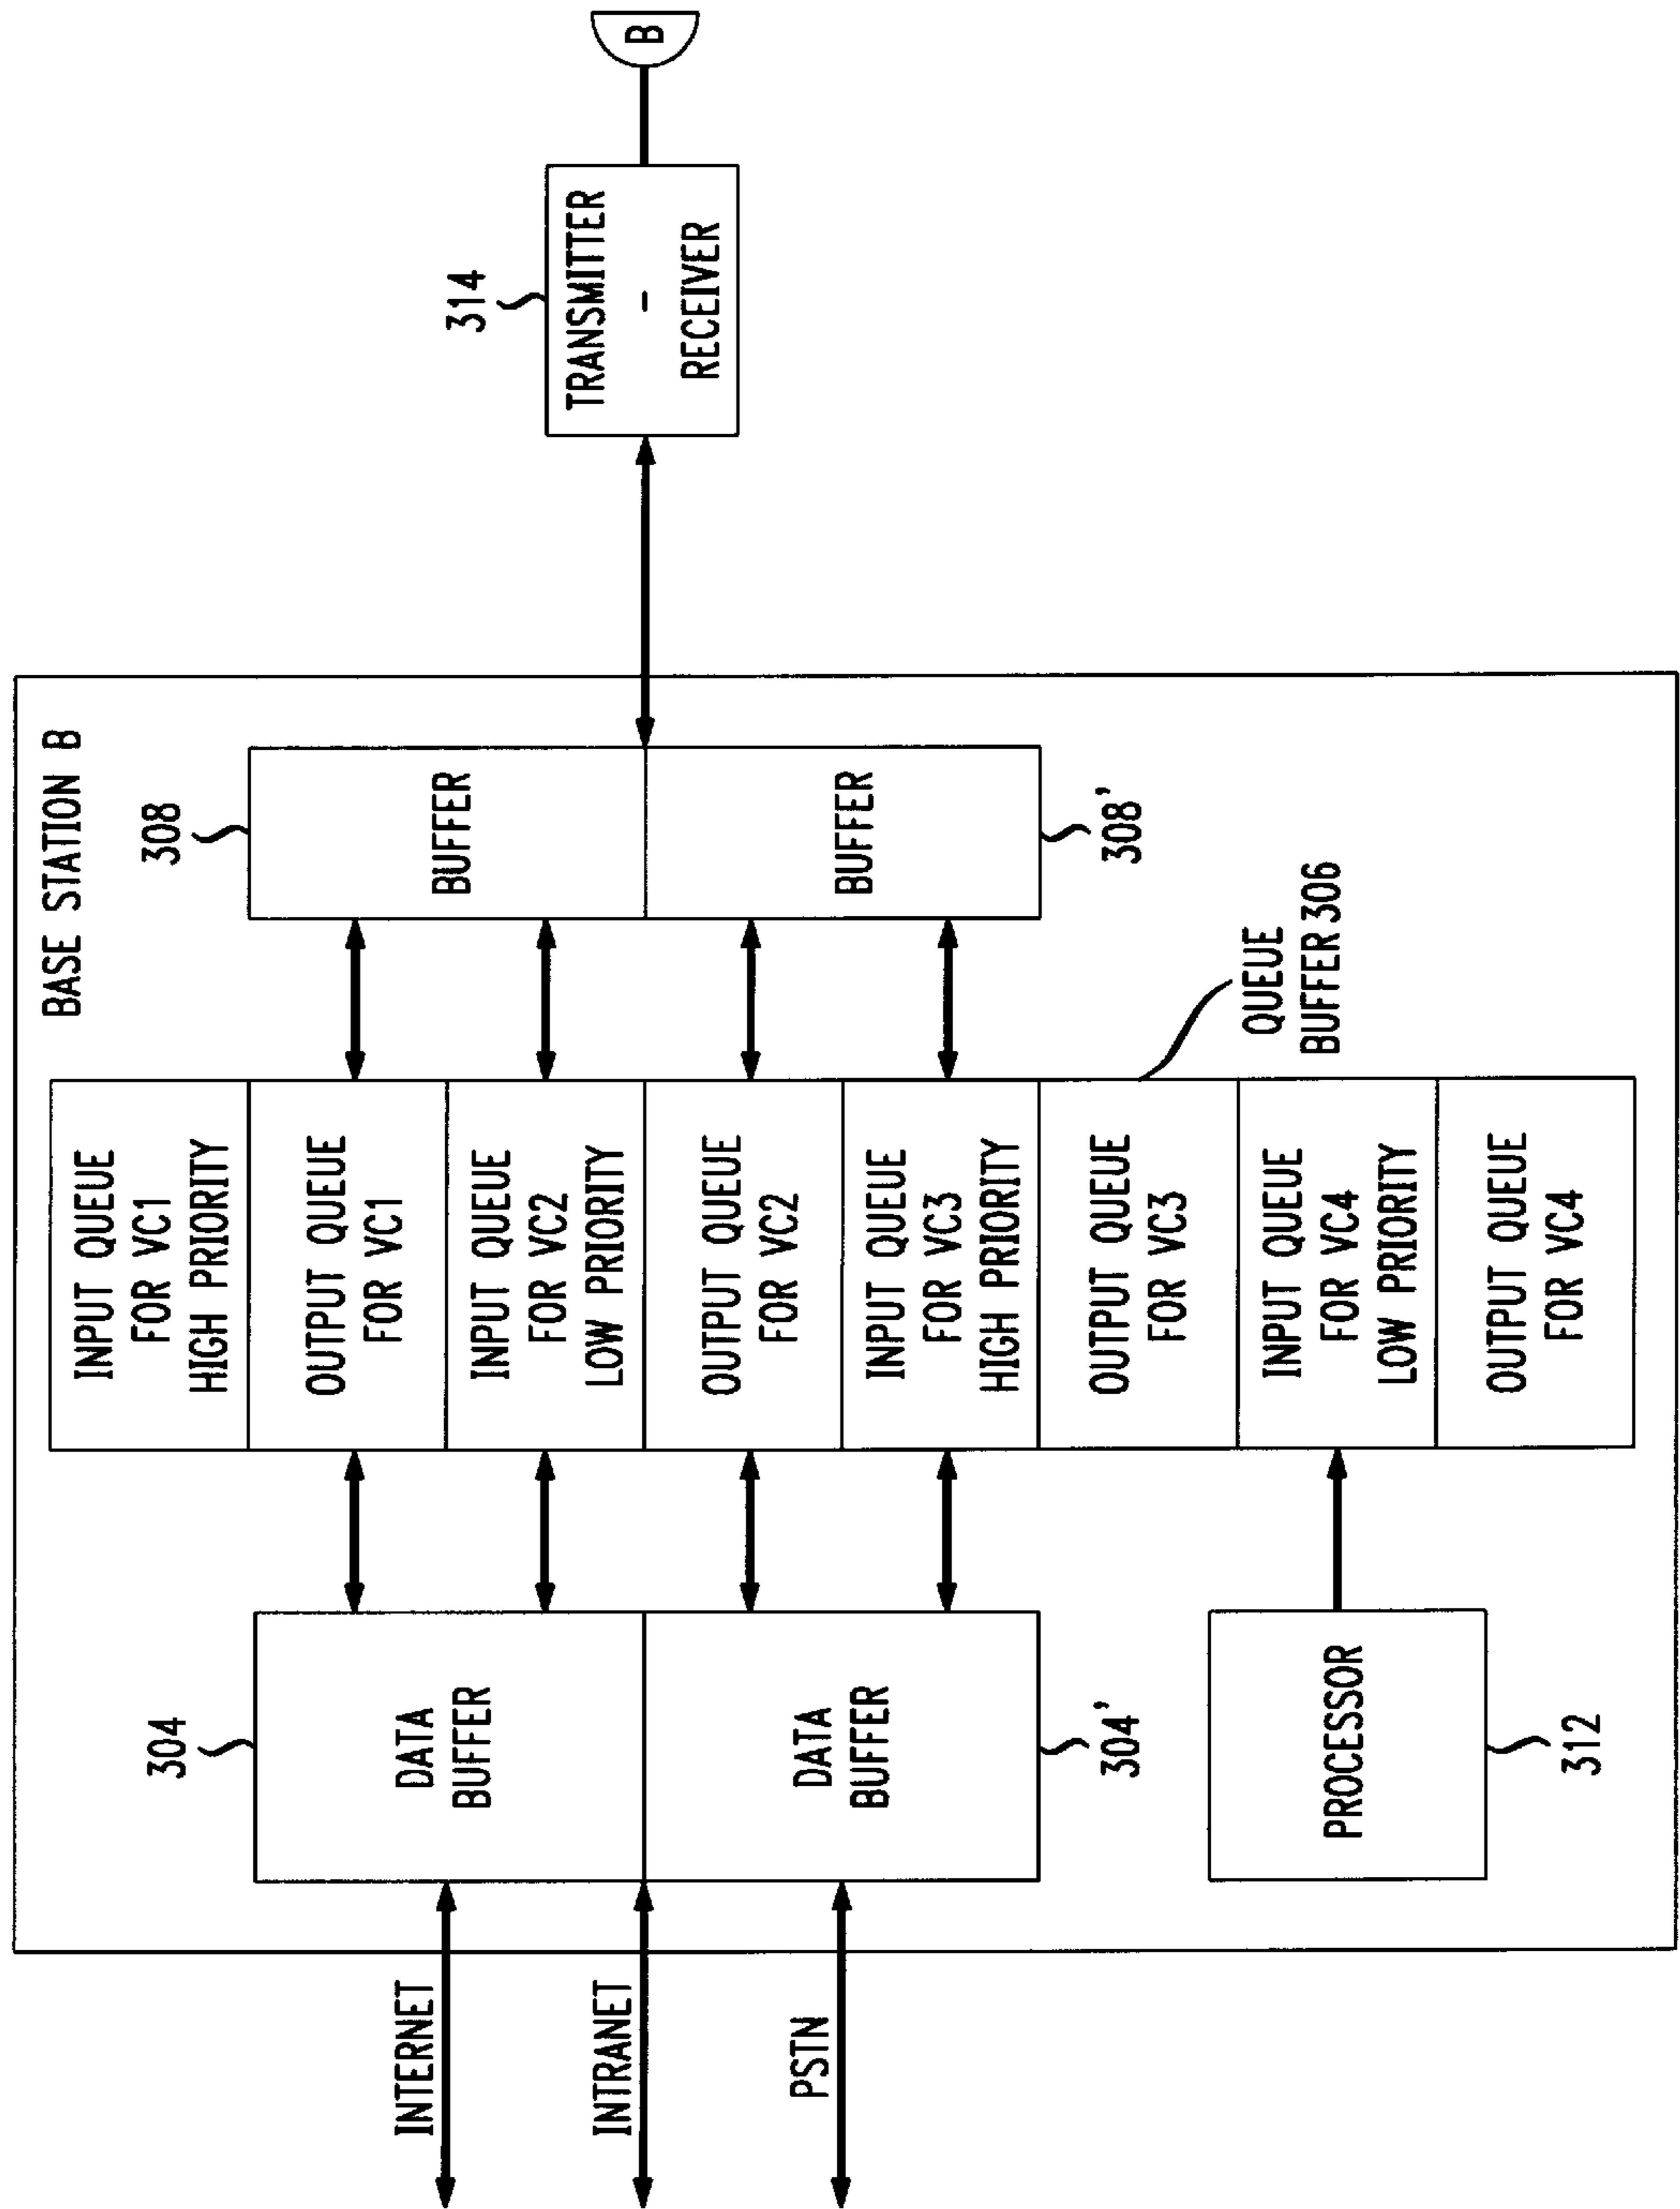 BASE STATION B
INTERNET
INTRANET
PSTN
304
DATA
BUFFER
DATA
BUFFER
304'
PROCESSOR
312
INPUT QUEUE
FOR VC1
HIGH PRIORITY
OUTPUT QUEUE
FOR VC1
INPUT QUEUE
FOR VC2
LOW PRIORITY
OUTPUT QUEUE
FOR VC2
INPUT QUEUE
FOR VC3
HIGH PRIORITY
OUTPUT QUEUE
FOR VC3
INPUT QUEUE
FOR VC4
LOW PRIORITY
OUTPUT QUEUE
FOR VC4
QUEUE
BUFFER 306
308
BUFFER
BUFFER
308'
314
TRANSMITTER
-
RECEIVER
B